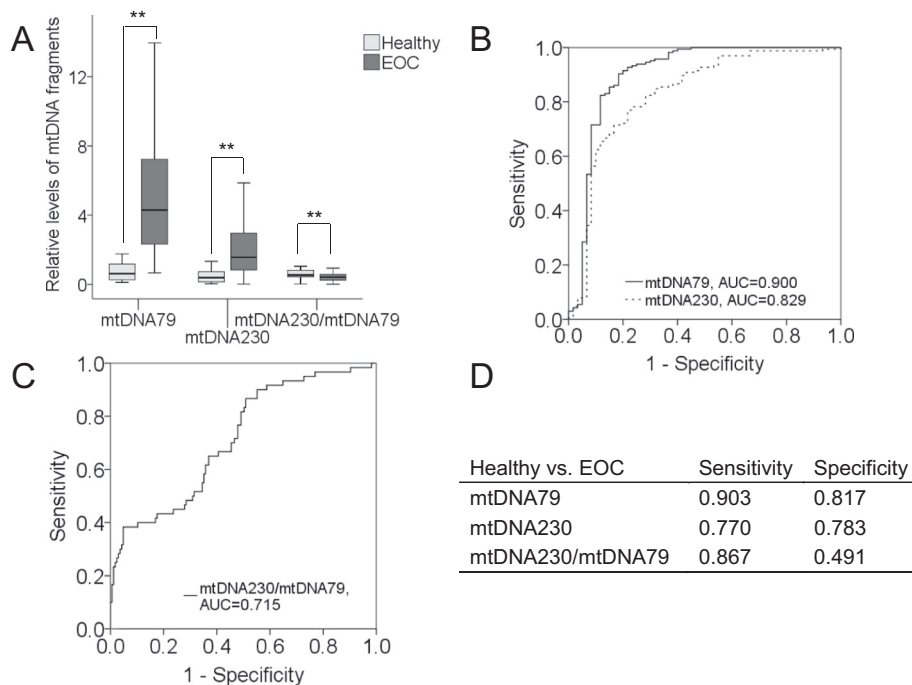 A
Relative levels of mtDNA fragments
12
8
4
0
**
**
**
Healthy
EOC
mtDNA79
mtDNA230
mtDNA230/mtDNA79
B
Sensitivity
1.0
0.8
0.6
0.4
0.2
0.0
mtDNA79, AUC=0.900
mtDNA230, AUC=0.829
0.0 0.2 0.4 0.6 0.8 1.0
1 - Specificity
C
Sensitivity
1.0
0.8
0.6
0.4
0.2
0.0
mtDNA230/mtDNA79,
AUC=0.715
0.0 0.2 0.4 0.6 0.8 1.0
1 - Specificity
D
Healthy vs. EOC Sensitivity Specificity
mtDNA79 0.903 0.817
mtDNA230 0.770 0.783
mtDNA230/mtDNA79 0.867 0.491